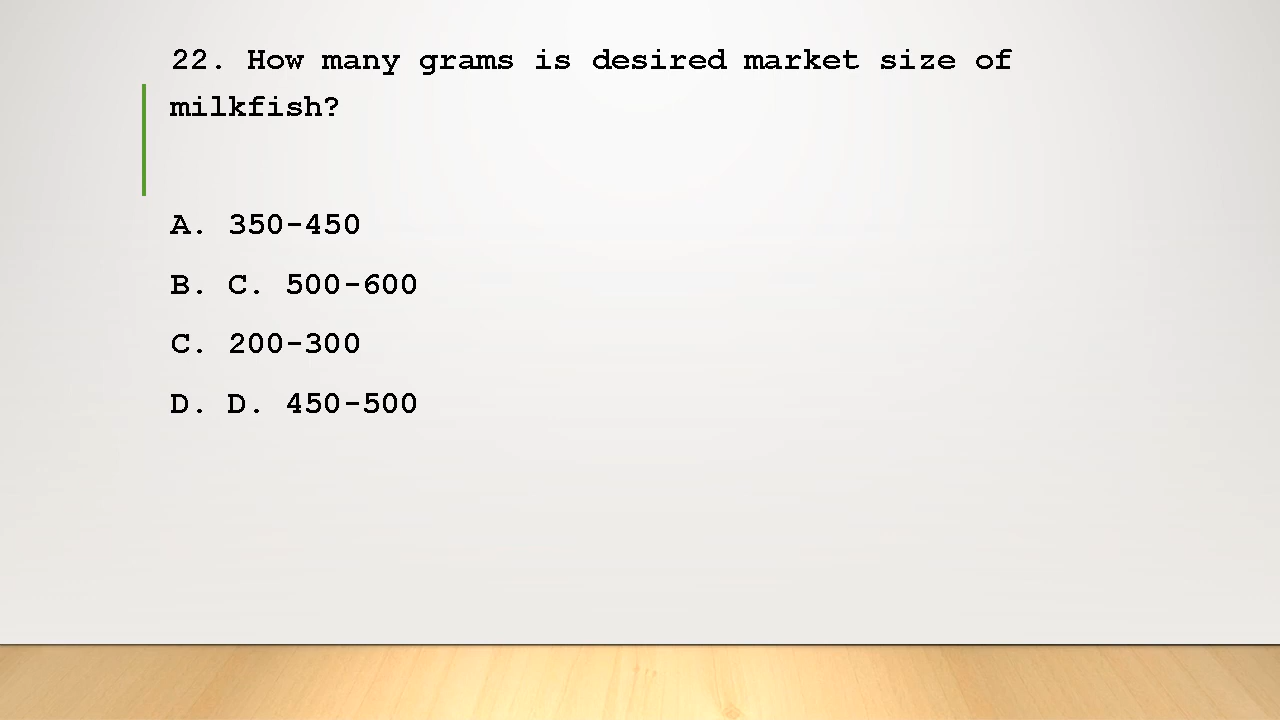 22. How many grams is desired market size of
milkfish?
A. 350-450
B. C. 500-600
C. 200-300
D. D. 450-500